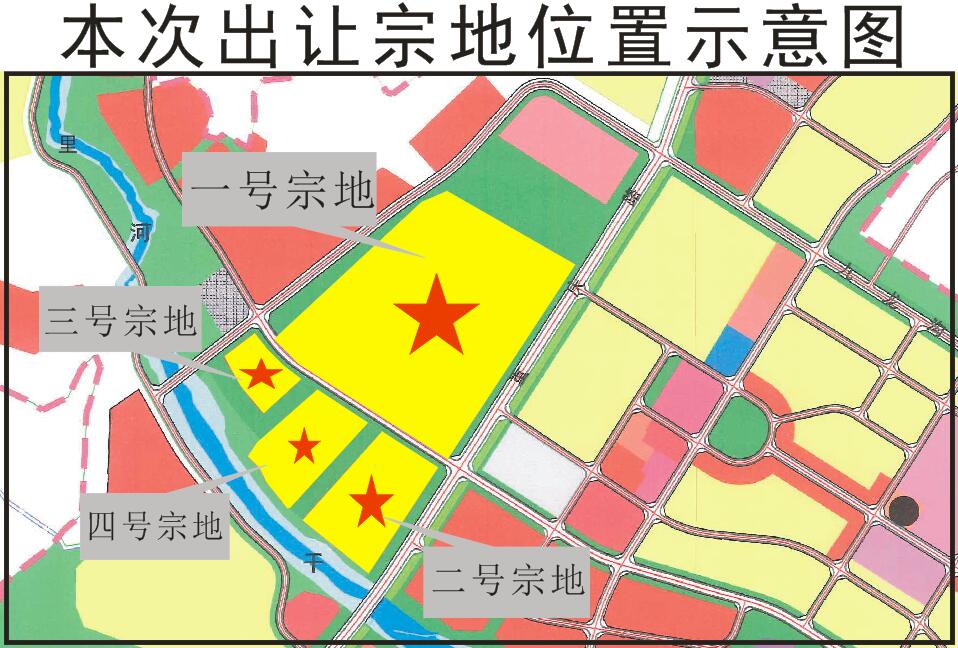 本次出让宗地位置示意图
里
一号宗地
河
三号宗地
四号宗地
干
二号宗地